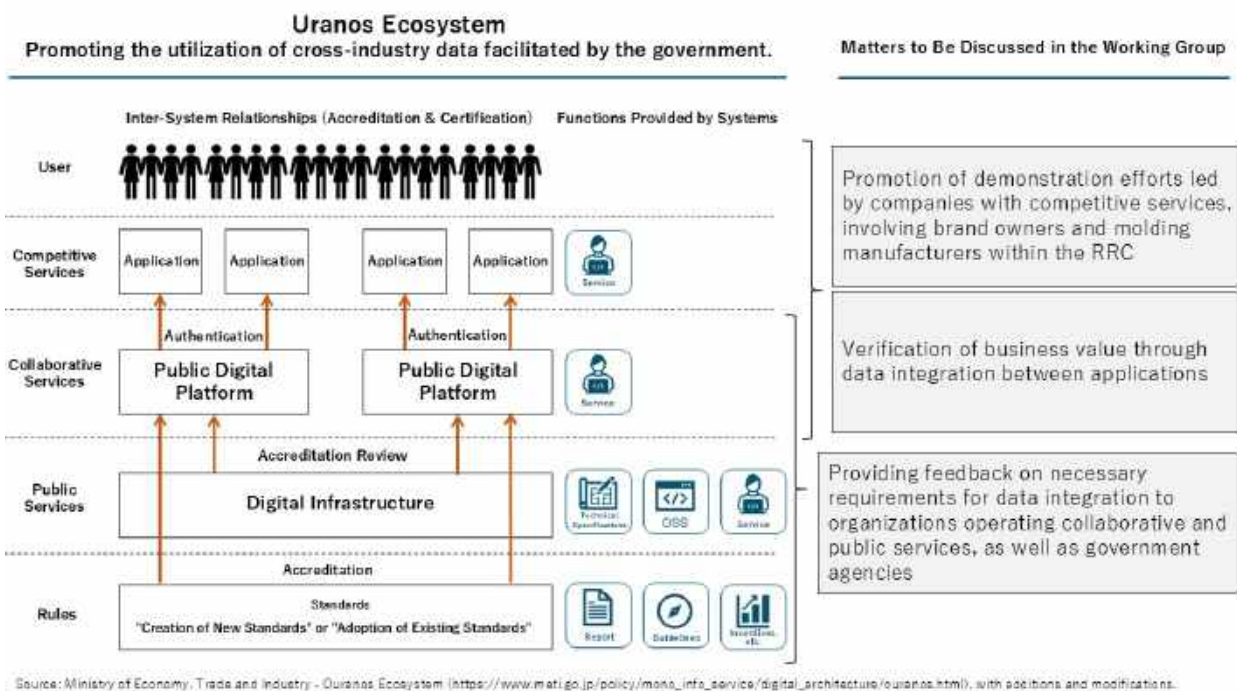 Uranos Ecosystem
Promoting the utilization of cross-industry data facilitated by the government.
Matters to Be Discussed in the Working Group
Inter-System Relationships (Accreditation & Certification)
Functions Provided by Systems
User
Competitive
Services
Application
Application
Application
Application
Service
Authentication
Authentication
Collaborative
Services
Public Digital
Platform
Public Digital
Platform
Service
Accreditation Review
Public
Services
Digital Infrastructure
Technical
Specifications
OSS
Service
Accreditation
Rules
Standards
"Creation of New Standards" or "Adoption of Existing Standards"
Report
Guidelines
Incentives,
etc.
Promotion of demonstration efforts led
by companies with competitive services,
involving brand owners and molding
manufacturers within the RRC
Verification of business value through
data integration between applications
Providing feedback on necessary
requirements for data integration to
organizations operating collaborative and
public services, as well as government
agencies
Source: Ministry of Economy, Trade and Industry - Ouranos Ecosystem (https://www.meti.go.jp/policy/mono_info_service/digital_architecture/ouranos.html), with additions and modifications.